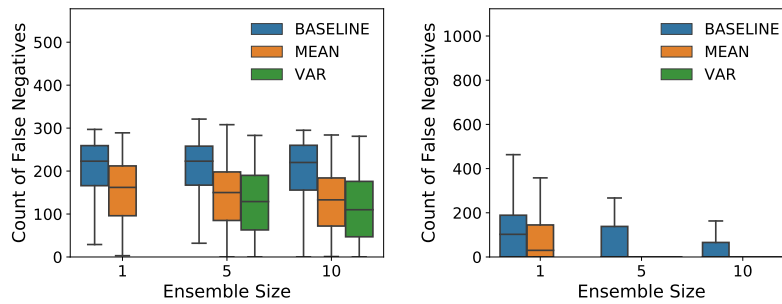 Count of False Negatives
500
400
300
200
100
0
BASELINE
MEAN
VAR
1
5
10
Ensemble Size
Count of False Negatives
1000
800
600
400
200
0
BASELINE
MEAN
VAR
1
5
10
Ensemble Size